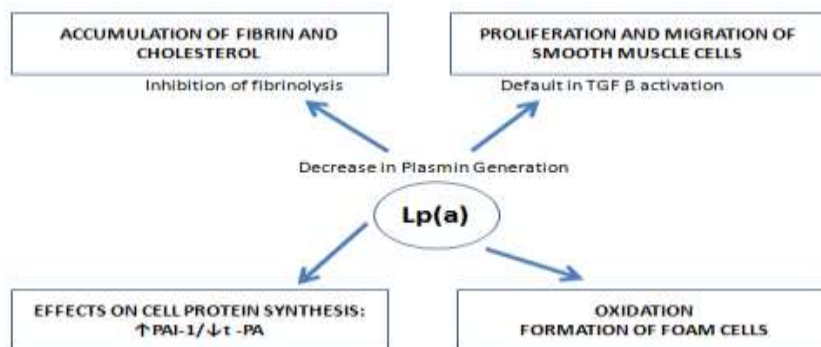 ACCUMULATION OF FIBRIN AND
CHOLESTEROL
Inhibition of fibrinolysis
PROLIFERATION AND MIGRATION OF
SMOOTH MUSCLE CELLS
Default in TGF β activation
Decrease in Plasmin Generation
Lp(a)
EFFECTS ON CELL PROTEIN SYNTHESIS:
↑PAI-1/↓t -PA
OXIDATION
FORMATION OF FOAM CELLS